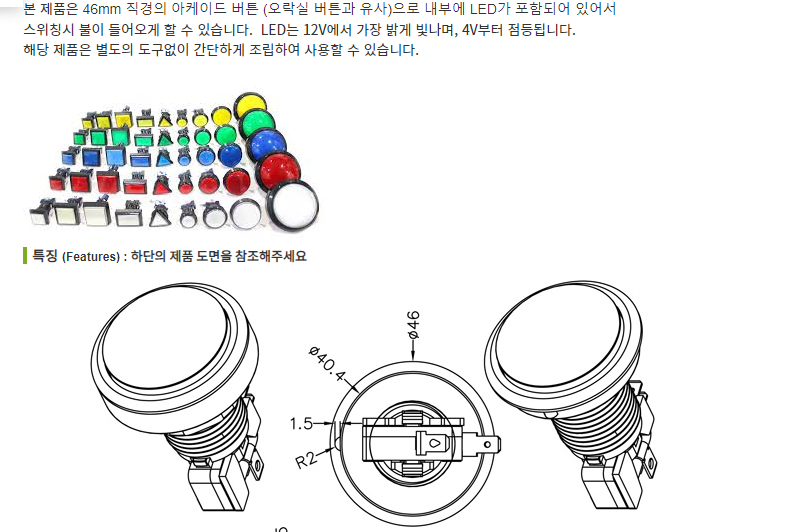 본 제품은 46mm 직경의 아케이드 버튼 (오락실 버튼과 유사)으로 내부에 LED가 포함되어 있어서
스위칭시 불이 들어오게 할 수 있습니다. LED는 12V에서 가장 밝게 빛나며, 4V부터 점등됩니다.
해당 제품은 별도의 도구없이 간단하게 조립하여 사용할 수 있습니다.
특징 (Features) : 하단의 제품 도면을 참조해주세요
ø46
ø40.4
1.5
R2